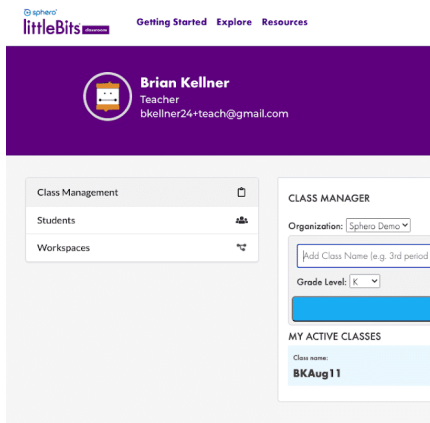 sphero
littleBits classroom
Getting Started Explore Resources
Brian Kellner
Teacher
bkellner24+teach@gmail.com
Class Management
Students
Workspaces
CLASS MANAGER
Organization: Sphero Demo
Add Class Name (e.g. 3rd period
Grade Level: K
MY ACTIVE CLASSES
Class name:
BKAug11